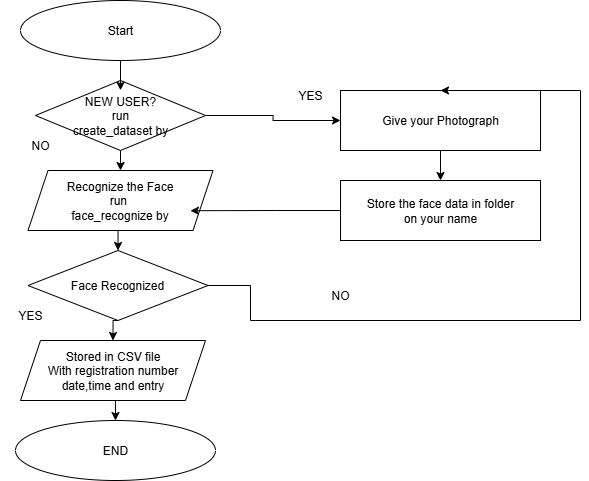 Start
NEW USER?
run
create_dataset by
YES
Give your Photograph
NO
Recognize the Face
run
face_recognize by
Store the face data in folder
on your name
Face Recognized
NO
YES
Stored in CSV file
With registration number
date,time and entry
END